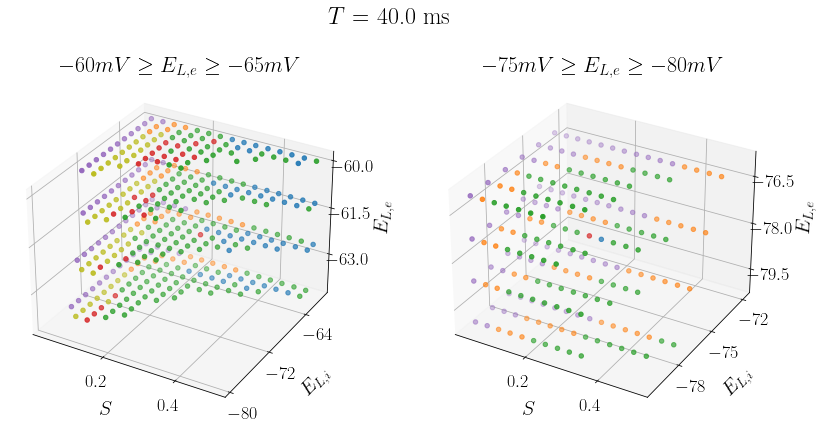 T = 40.0 ms
−60mV ≥ E_{L,e} ≥ −65mV
−75mV ≥ E_{L,e} ≥ −80mV
−60.0
−61.5
−63.0
E_{L,e}
−64
−72
−80
E_{L,i}
0.2
0.4
S
−76.5
−78.0
−79.5
E_{L,e}
−72
−75
−78
E_{L,i}
0.2
0.4
S